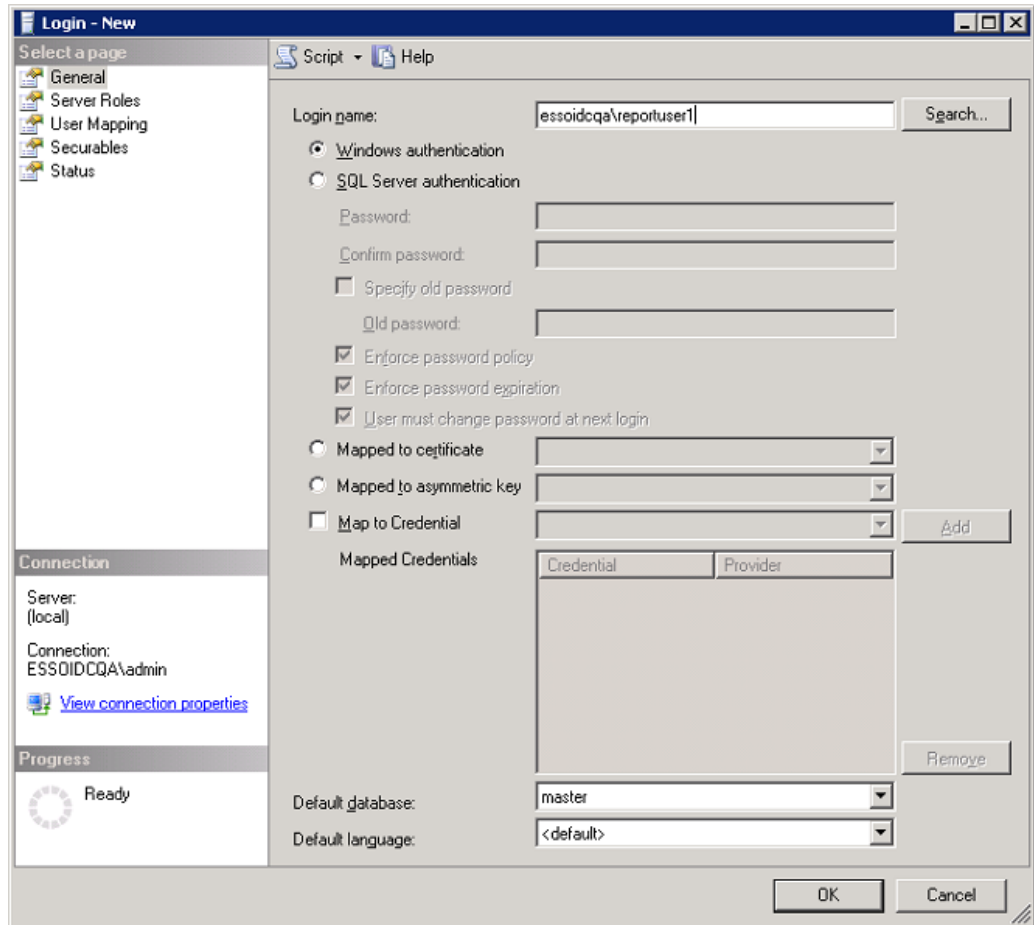 Login - New
Select a page
General
Server Roles
User Mapping
Securables
Status
Connection
Server:
(local)
Connection:
ESSOIDCQA\admin
View connection properties
Progress
Ready
Script Help
Login name: essoidcqa\reportuser1 Search...
Windows authentication
SQL Server authentication
Password:
Confirm password:
Specify old password
Old password:
Enforce password policy
Enforce password expiration
User must change password at next login
Mapped to certificate
Mapped to asymmetric key
Map to Credential Add
Mapped Credentials Credential Provider
Remove
Default database: master
Default language: <default>
OK Cancel